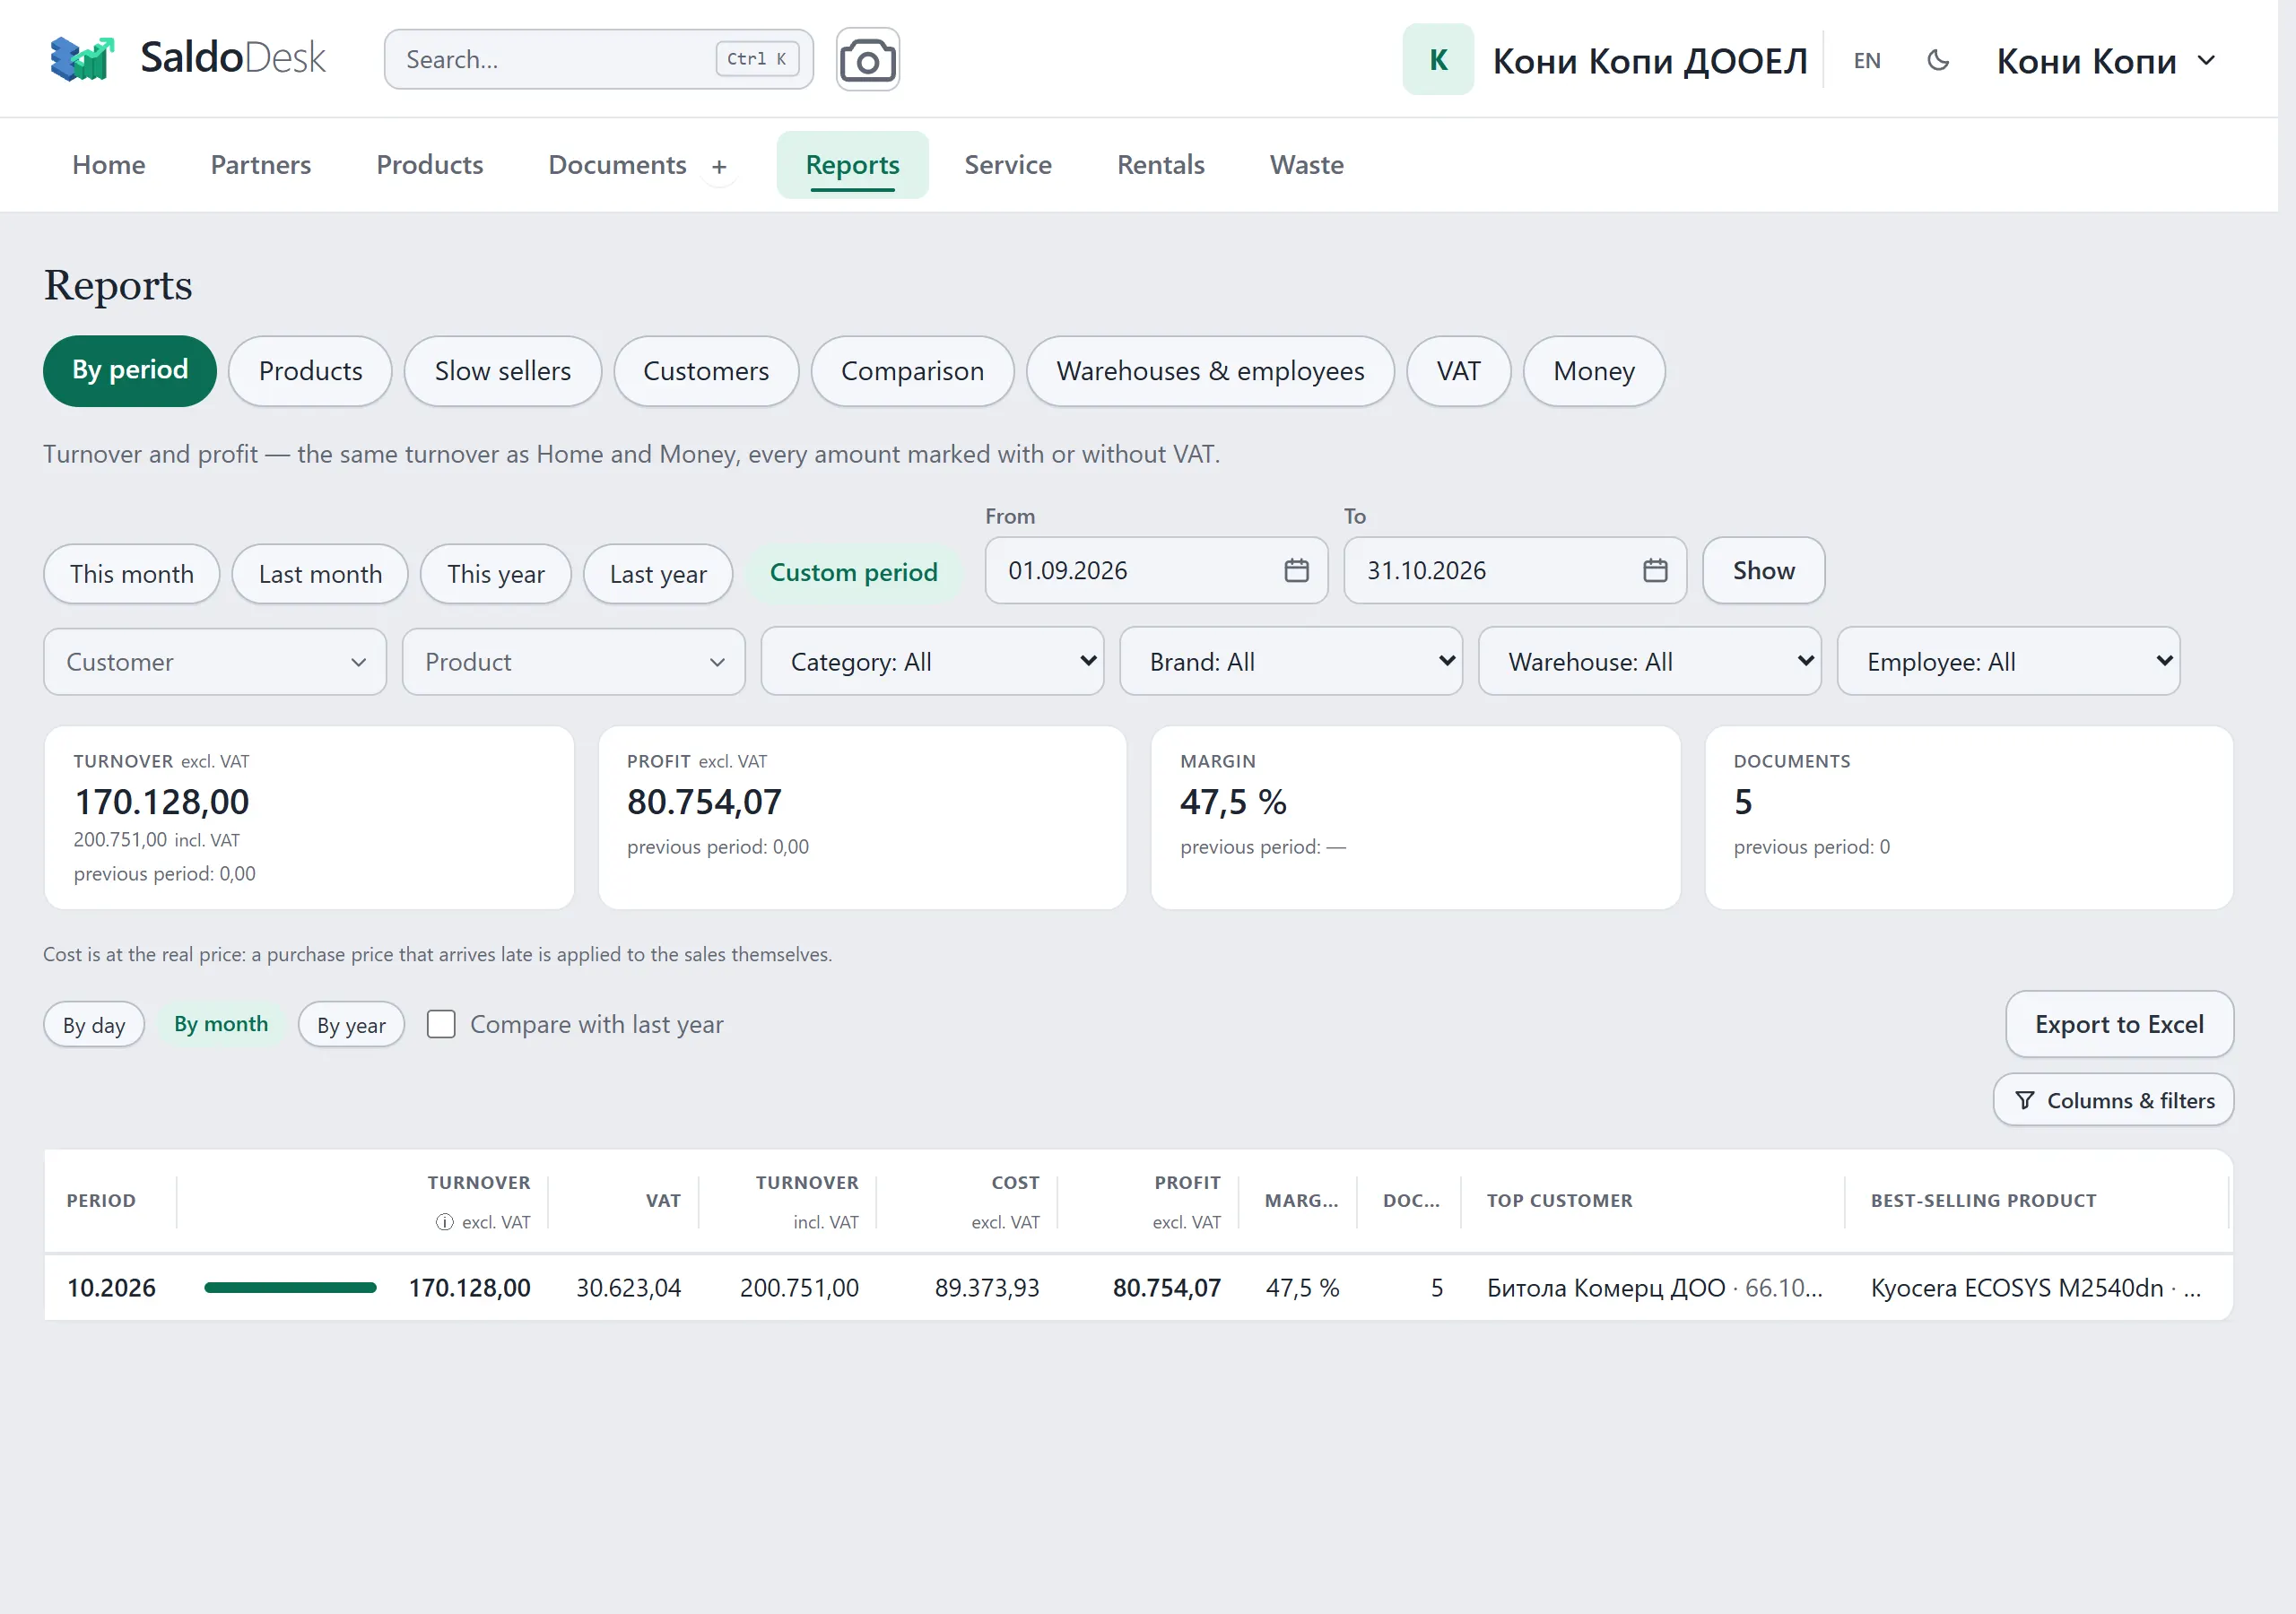 SaldoDesk
Search...
Ctrl K
K
Кони Копи ДООЕЛ
EN
Кони Копи
Home
Partners
Products
Documents +
Reports
Service
Rentals
Waste
Reports
By period
Products
Slow sellers
Customers
Comparison
Warehouses & employees
VAT
Money
Turnover and profit — the same turnover as Home and Money, every amount marked with or without VAT.
From
To
This month
Last month
This year
Last year
Custom period
01.09.2026
31.10.2026
Show
Customer
Product
Category: All
Brand: All
Warehouse: All
Employee: All
TURNOVER excl. VAT
170.128,00
200.751,00 incl. VAT
previous period: 0,00
PROFIT excl. VAT
80.754,07
previous period: 0,00
MARGIN
47,5 %
previous period: —
DOCUMENTS
5
previous period: 0
Cost is at the real price: a purchase price that arrives late is applied to the sales themselves.
By day
By month
By year
Compare with last year
Export to Excel
Columns & filters
PERIOD
TURNOVER
excl. VAT
VAT
TURNOVER
incl. VAT
COST
excl. VAT
PROFIT
excl. VAT
MARG...
DOC...
TOP CUSTOMER
BEST-SELLING PRODUCT
10.2026
170.128,00
30.623,04
200.751,00
89.373,93
80.754,07
47,5 %
5
Битола Комерц ДОО · 66.10...
Kyocera ECOSYS M2540dn · ...